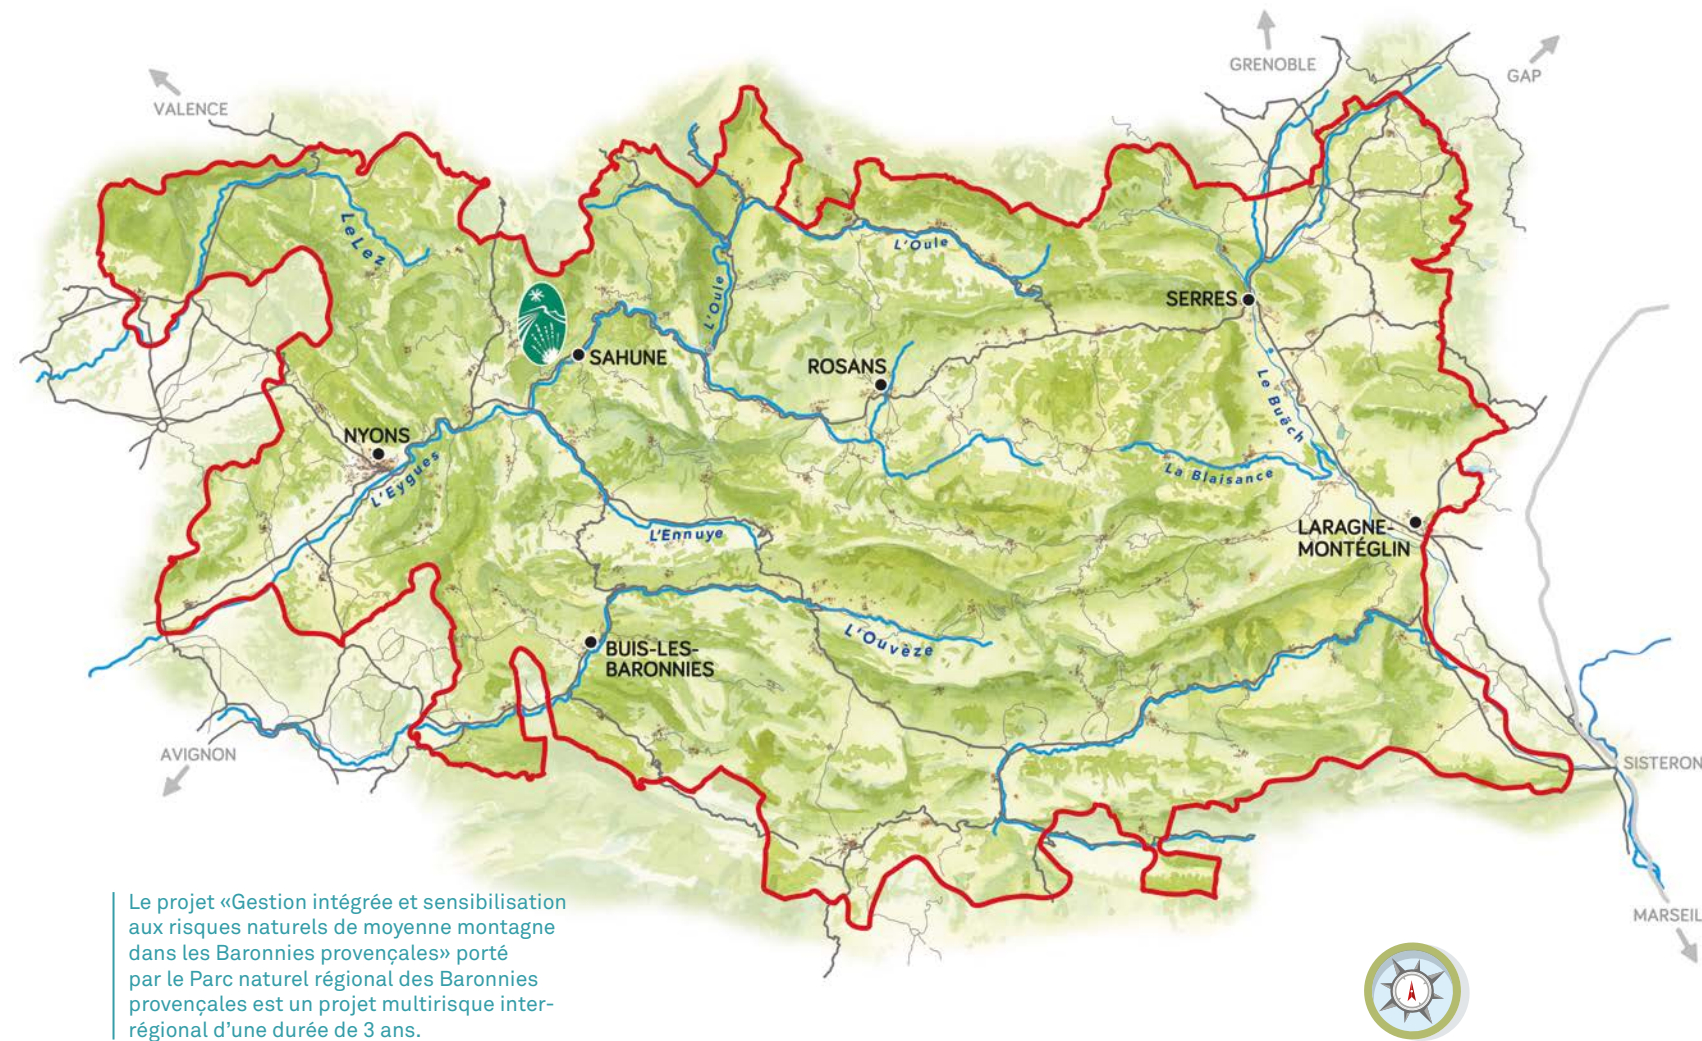 GRENOBLE
GAP
VALENCE
Le Lez
L'Oule
L'Oule
SERRES
SAHUNE
ROSANS
Le Buëch
NYONS
L'Eygues
La Blaisance
L'Ennuye
LARAGNE-
MONTÉGLIN
L'Ouvèze
BUIS-LES-
BARONNIES
AVIGNON
SISTERON
MARSEIL
Le projet «Gestion intégrée et sensibilisation
aux risques naturels de moyenne montagne
dans les Baronnies provençales» porté
par le Parc naturel régional des Baronnies
provençales est un projet multirisque inter-
régional d'une durée de 3 ans.